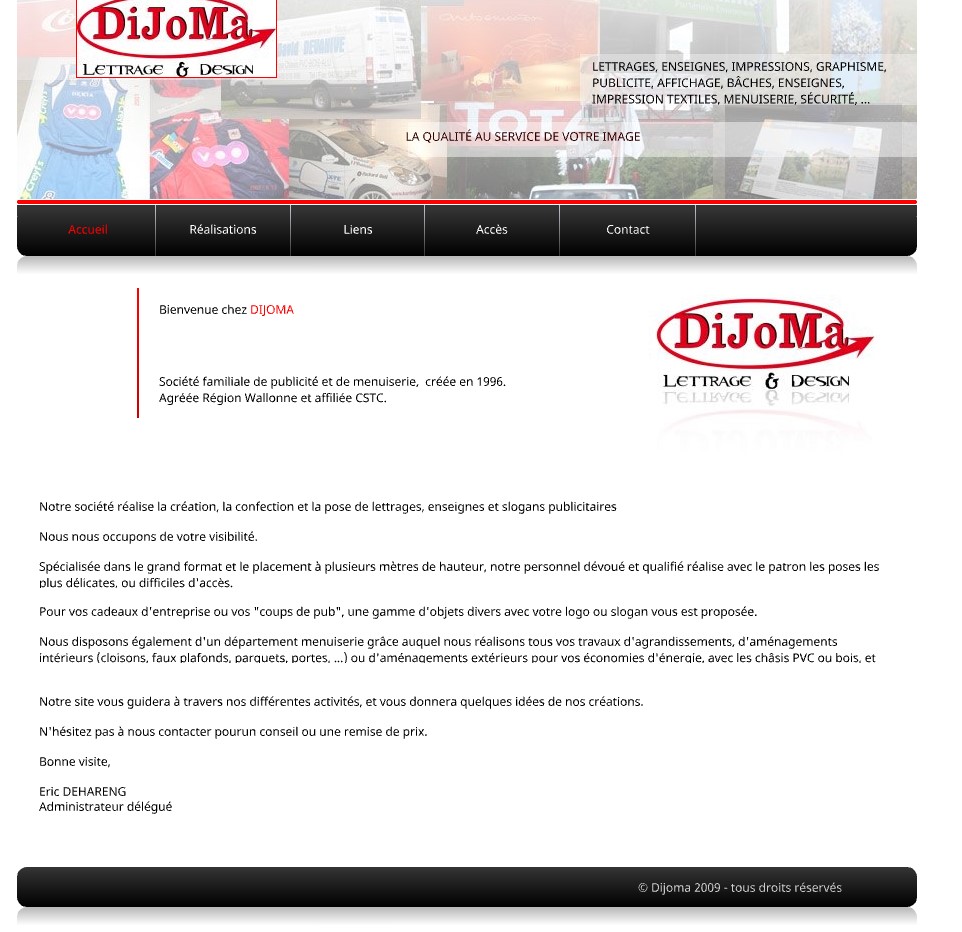 DiJoMa
LETTRAGE & DESIGN
LETTRAGES, ENSEIGNES, IMPRESSIONS, GRAPHISME,
PUBLICITE, AFFICHAGE, BÂCHES, ENSEIGNES,
IMPRESSION TEXTILES, MENUISERIE, SÉCURITÉ, ...
LA QUALITÉ AU SERVICE DE VOTRE IMAGE
VOO
VOO
Accueil Réalisations Liens Accès Contact
Bienvenue chez DIJOMA
Société familiale de publicité et de menuiserie, créée en 1996.
Agréée Région Wallonne et affiliée CSTC.
DiJoMa
LETTRAGE & DESIGN
Notre société réalise la création, la confection et la pose de lettrages, enseignes et slogans publicitaires
Nous nous occupons de votre visibilité.
Spécialisée dans le grand format et le placement à plusieurs mètres de hauteur, notre personnel dévoué et qualifié réalise avec le patron les poses les
plus délicates, ou difficiles d'accès.
Pour vos cadeaux d'entreprise ou vos "coups de pub", une gamme d'objets divers avec votre logo ou slogan vous est proposée.
Nous disposons également d'un département menuiserie grâce auquel nous réalisons tous vos travaux d'agrandissements, d'aménagements
intérieurs (cloisons, faux plafonds, parquets, portes, ...) ou d'aménagements extérieurs pour vos économies d'énergie, avec les châsis PVC ou bois, et
Notre site vous guidera à travers nos différentes activités, et vous donnera quelques idées de nos créations.
N'hésitez pas à nous contacter pourun conseil ou une remise de prix.
Bonne visite,
Eric DEHARENG
Administrateur délégué
© Dijoma 2009 - tous droits réservés